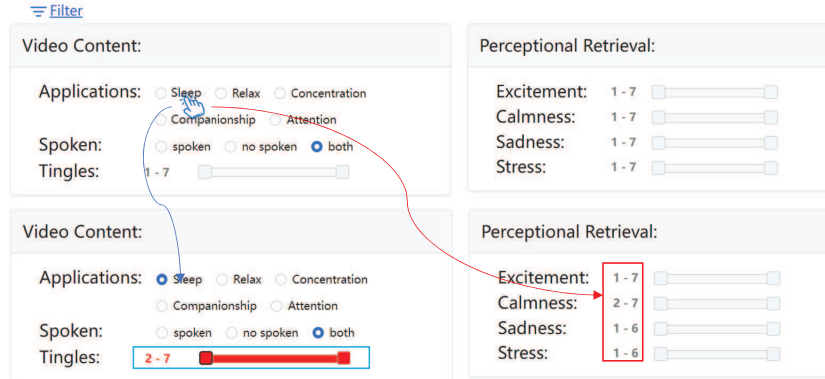 Filter
Video Content:
Applications: Sleep Relax Concentration
Companionship Attention
Spoken: spoken no spoken both
Tingles: 1 - 7
Perceptional Retrieval:
Excitement: 1 - 7
Calmness: 1 - 7
Sadness: 1 - 7
Stress: 1 - 7
Video Content:
Applications: Sleep Relax Concentration
Companionship Attention
Spoken: spoken no spoken both
Tingles: 2 - 7
Perceptional Retrieval:
Excitement: 1 - 7
Calmness: 2 - 7
Sadness: 1 - 6
Stress: 1 - 6